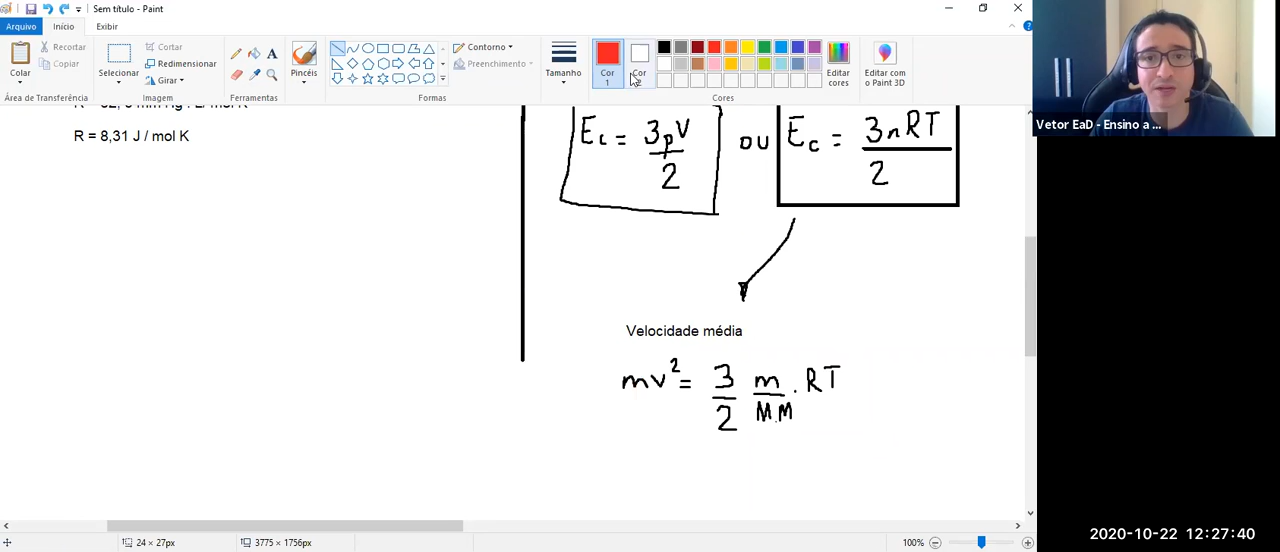 Sem título - Paint
Arquivo Início Exibir
Colar
Recortar
Copiar
Área de Transferência
Selecionar
Cortar
Redimensionar
Girar
Imagem
A
Ferramentas
Pincéis
Contorno
Preenchimento
Formas
Tamanho
Cor
1
Cor
Editar
cores
Editar com
o Paint 3D
Cores
Vetor EaD - Ensino a ...
R = 8,31 J / mol K
Ec = 3pV/2 ou Ec = 3nRT/2
Velocidade média
mv² = 3/2 m/MM . RT
24 × 27px
3775 × 1756px
100%
2020-10-22 12:27:40